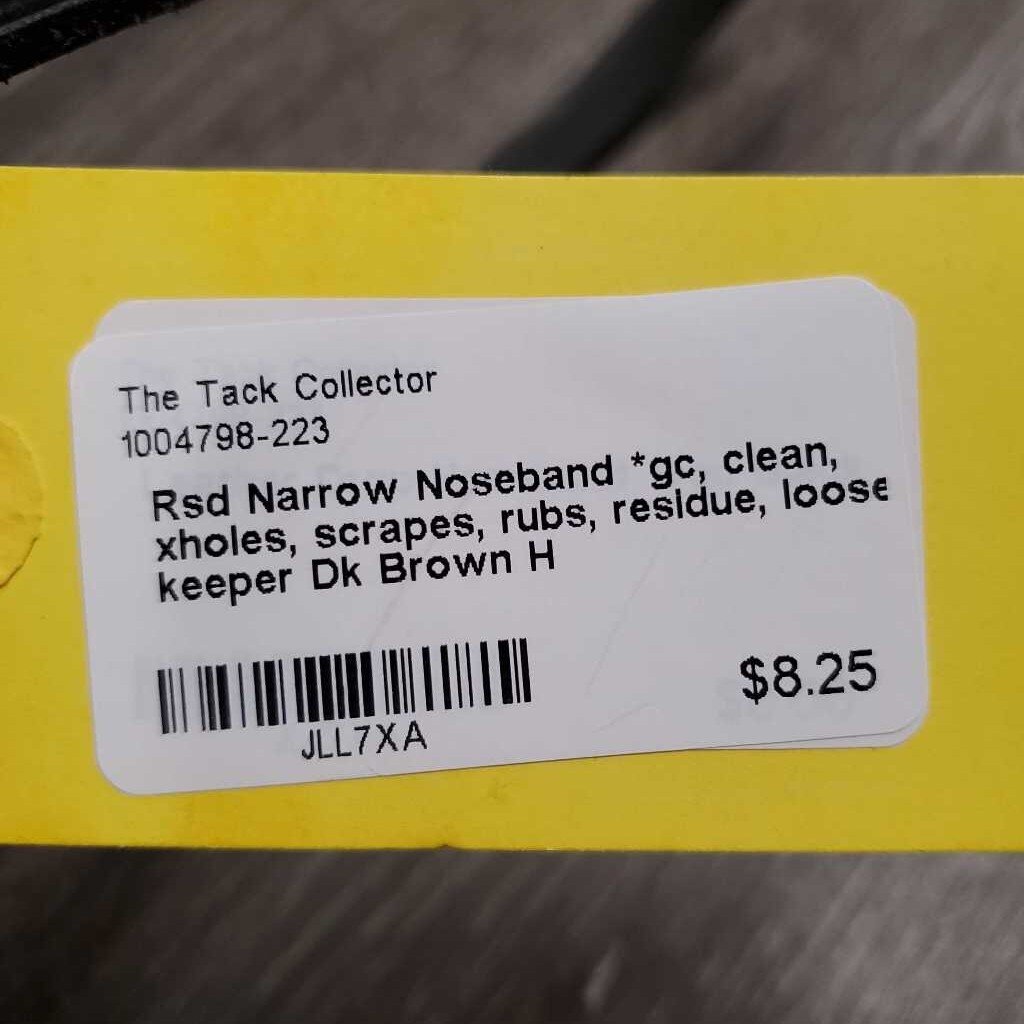 The Tack Collector
1004798-223
Rsd Narrow Noseband *gc, clean,
xholes, scrapes, rubs, residue, loose
keeper Dk Brown H
JLL7XA
$8.25